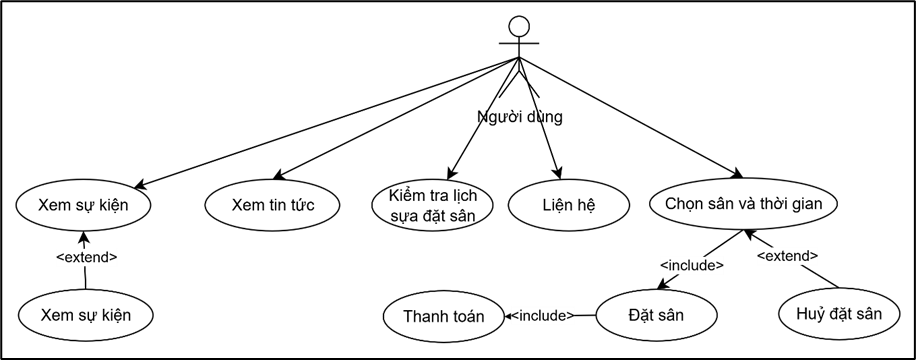 Người dùng
Xem sự kiện
Xem tin tức
Kiểm tra lịch
sựa đặt sân
Liện hệ
Chọn sân và thời gian
<extend>
<include>
<extend>
Xem sự kiện
Thanh toán
<include>
Đặt sân
Huỷ đặt sân